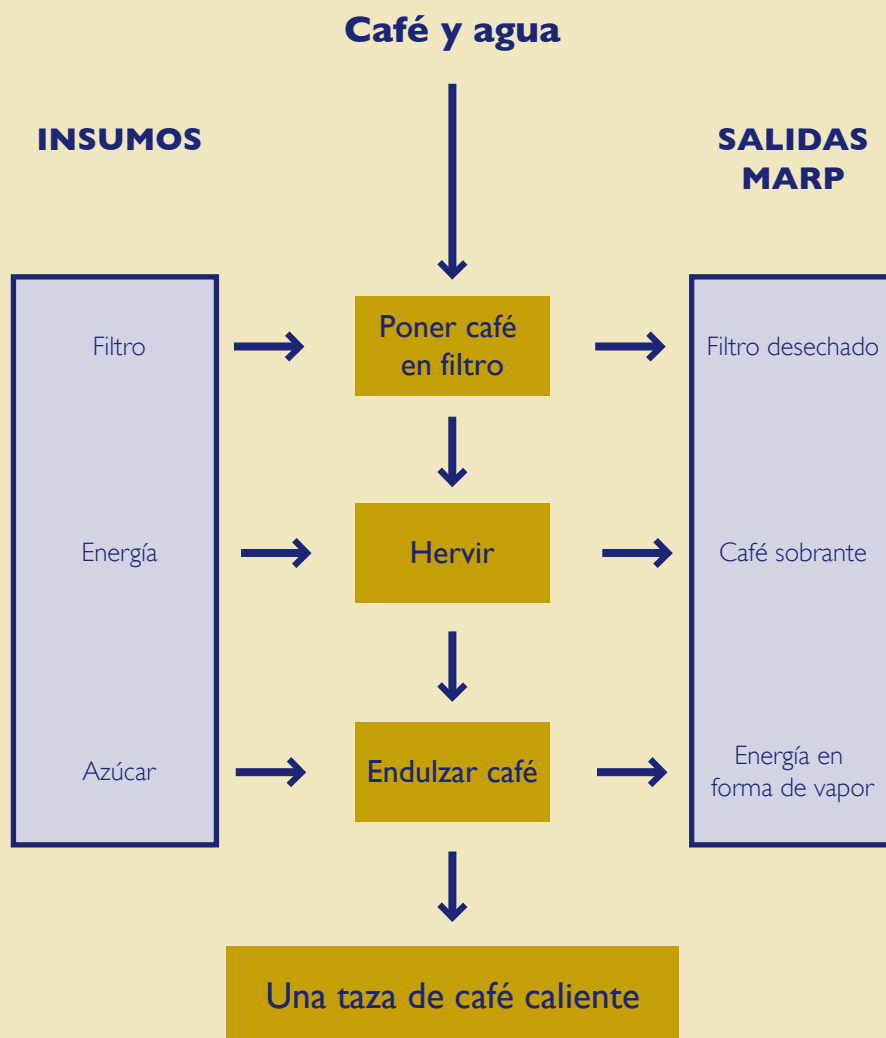 Café y agua
INSUMOS
SALIDAS
MARP
Filtro
Poner café
en filtro
Filtro desechado
Energía
Hervir
Café sobrante
Azúcar
Endulzar café
Energía en
forma de vapor
Una taza de café caliente